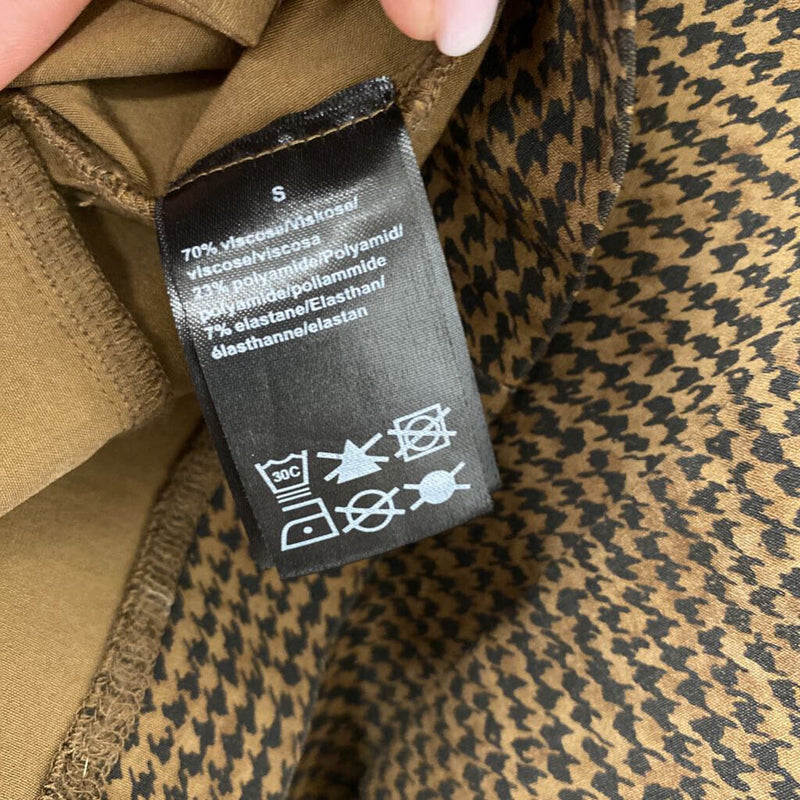 S
70% viscose/Viskose/
viscose/viscosa
23% polyamide/Polyamid/
polyamide/poliammide
7% elastane/Elasthan/
élasthanne/elastan
30C